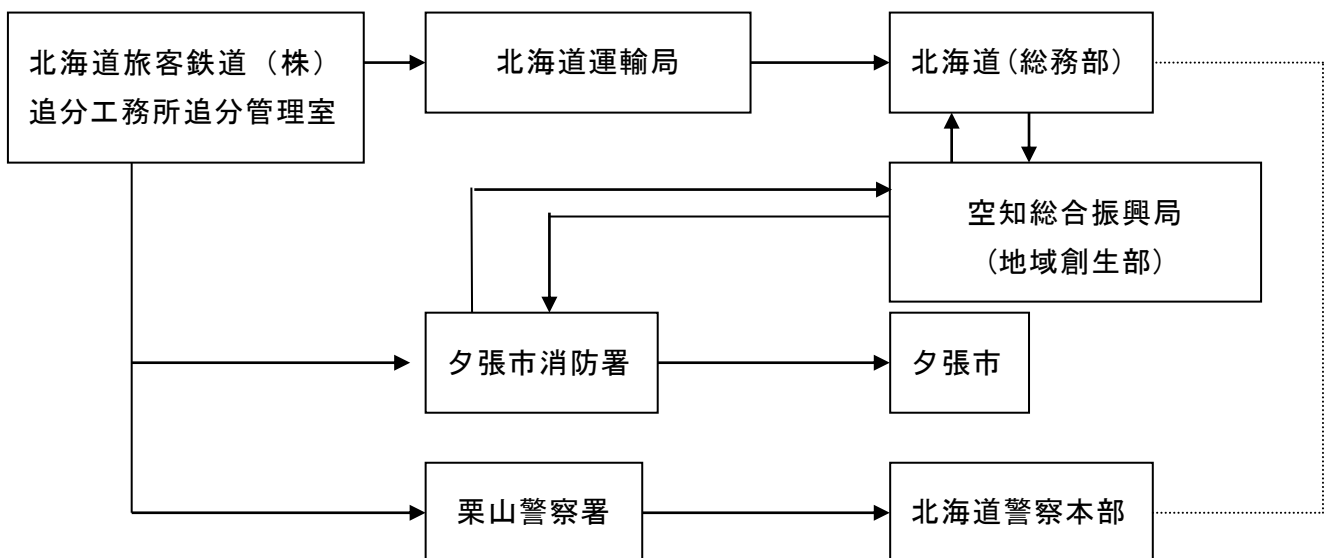 北海道旅客鉄道（株）
追分工務所追分管理室
北海道運輸局
北海道（総務部）
空知総合振興局
（地域創生部）
夕張市消防署
夕張市
栗山警察署
北海道警察本部